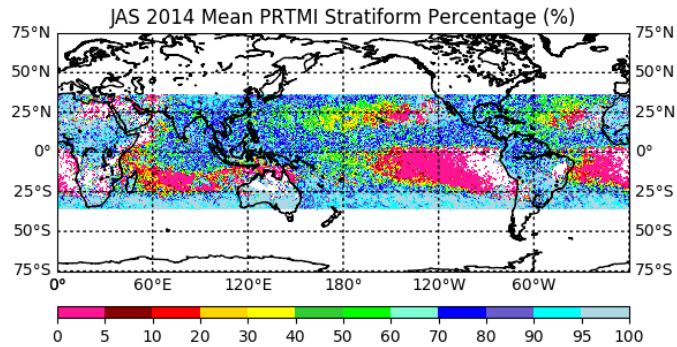 JAS 2014 Mean PRTMI Stratiform Percentage (%)
75°N 75°N
50°N 50°N
25°N 25°N
0° 0°
25°S 25°S
50°S 50°S
75°S 75°S
0° 60°E 120°E 180° 120°W 60°W
0 5 10 20 30 40 50 60 70 80 90 95 100